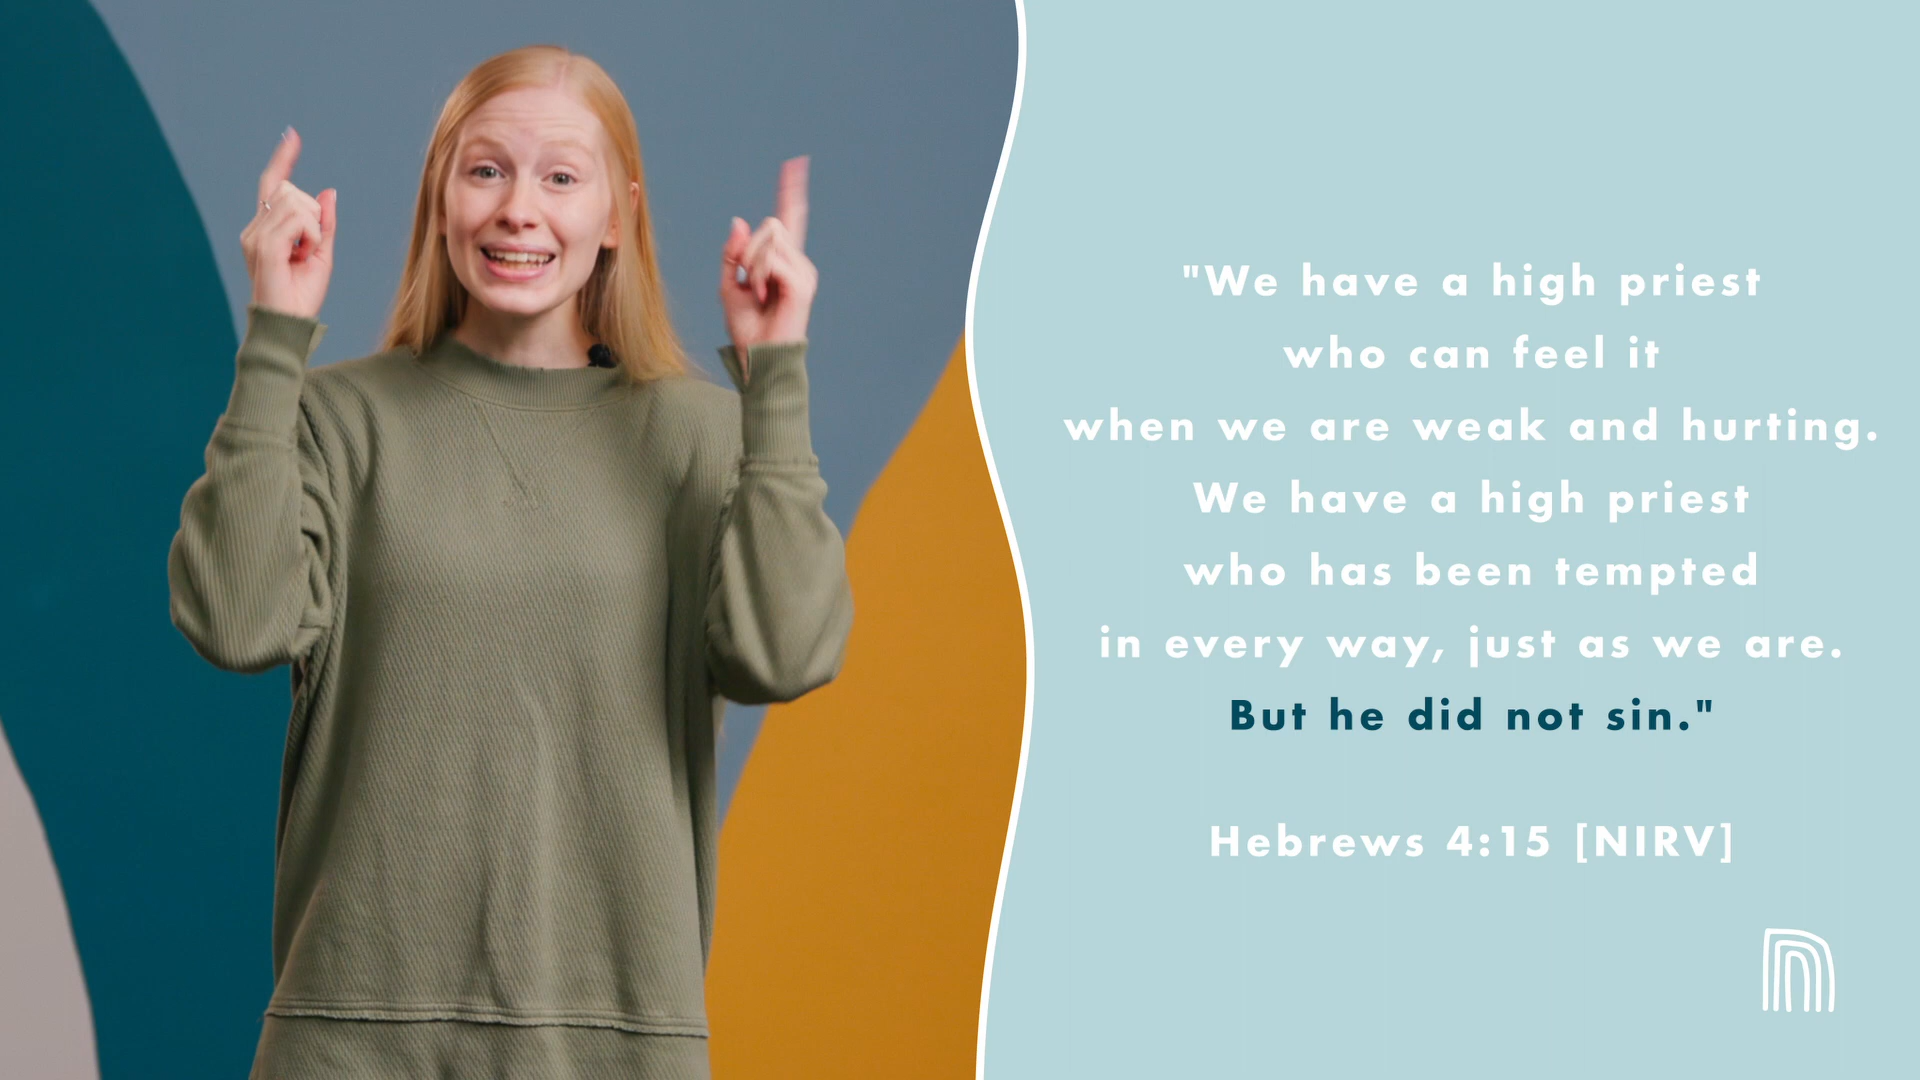 "We have a high priest
who can feel it
when we are weak and hurting.
We have a high priest
who has been tempted
in every way, just as we are.
But he did not sin."
Hebrews 4:15 [NIRV]